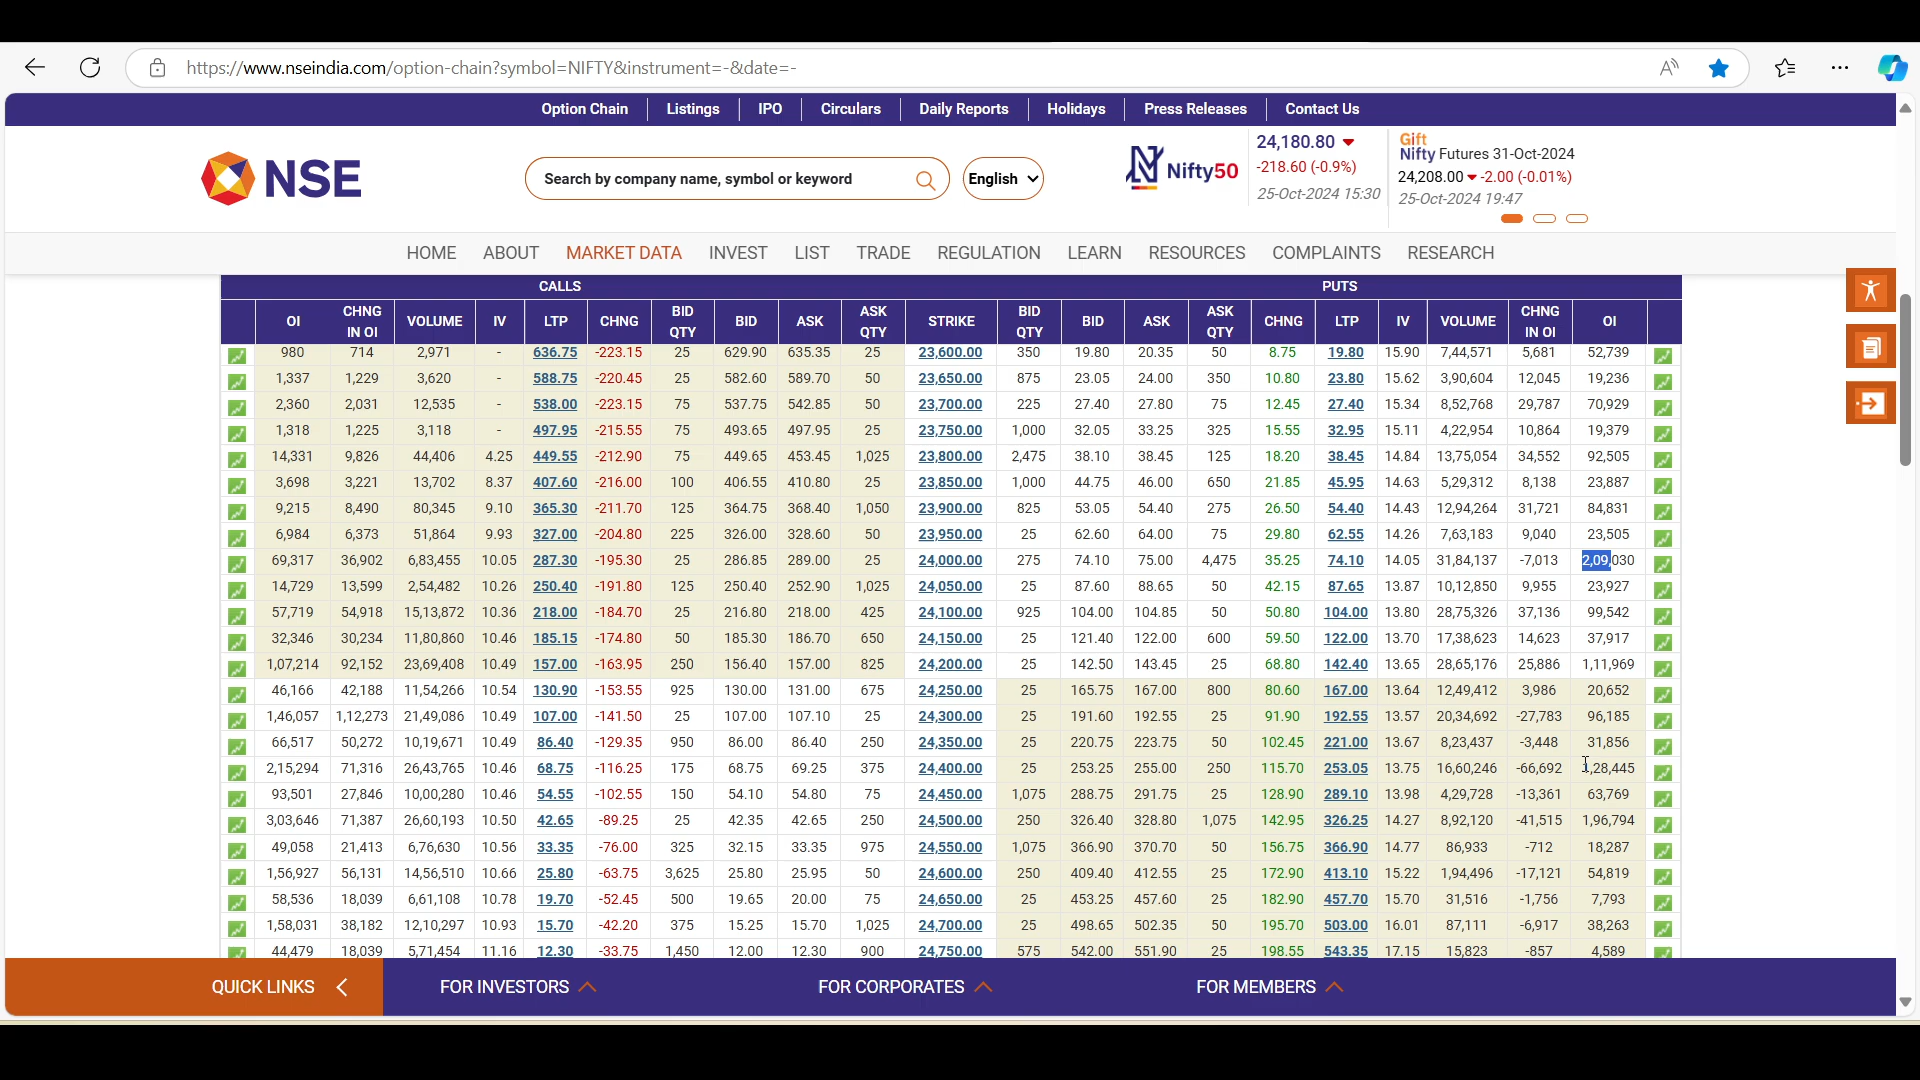 https://www.nseindia.com/option-chain?symbol=NIFTY&instrument=-&date=-
Option Chain Listings IPO Circulars Daily Reports Holidays Press Releases Contact Us
NSE
Search by company name, symbol or keyword
English
Nifty50
24,180.80
-218.60 (-0.9%)
25-Oct-2024 15:30
Gift
Nifty Futures 31-Oct-2024
24,208.00 -2.00 (-0.01%)
25-Oct-2024 19:47
HOME ABOUT MARKET DATA INVEST LIST TRADE REGULATION LEARN RESOURCES COMPLAINTS RESEARCH
CALLS PUTS
OI CHNG IN OI VOLUME IV LTP CHNG BID QTY BID ASK ASK QTY STRIKE BID QTY BID ASK ASK QTY CHNG LTP IV VOLUME CHNG IN OI OI
980 714 2,971 - 636.75 -223.15 25 629.90 635.35 25 23,600.00 350 19.80 20.35 50 8.75 19.80 15.90 7,44,571 5,681 52,739
1,337 1,229 3,620 - 588.75 -220.45 25 582.60 589.70 50 23,650.00 875 23.05 24.00 350 10.80 23.80 15.62 3,90,604 12,045 19,236
2,360 2,031 12,535 - 538.00 -223.15 75 537.75 542.85 50 23,700.00 225 27.40 27.80 75 12.45 27.40 15.34 8,52,768 29,787 70,929
1,318 1,225 3,118 - 497.95 -215.55 75 493.65 497.95 25 23,750.00 1,000 32.05 33.25 325 15.55 32.95 15.11 4,22,954 10,864 19,379
14,331 9,826 44,406 4.25 449.55 -212.90 75 449.65 453.45 1,025 23,800.00 2,475 38.10 38.45 125 18.20 38.45 14.84 13,75,054 34,552 92,505
3,698 3,221 13,702 8.37 407.60 -216.00 100 406.55 410.80 25 23,850.00 1,000 44.75 46.00 650 21.85 45.95 14.63 5,29,312 8,138 23,887
9,215 8,490 80,345 9.10 365.30 -211.70 125 364.75 368.40 1,050 23,900.00 825 53.05 54.40 275 26.50 54.40 14.43 12,94,264 31,721 84,831
6,984 6,373 51,864 9.93 327.00 -204.80 225 326.00 328.60 50 23,950.00 25 62.60 64.00 75 29.80 62.55 14.26 7,63,183 9,040 23,505
69,317 36,902 6,83,455 10.05 287.30 -195.30 25 286.85 289.00 25 24,000.00 275 74.10 75.00 4,475 35.25 74.10 14.05 31,84,137 -7,013 2,09,030
14,729 13,599 2,54,482 10.26 250.40 -191.80 125 250.40 252.90 1,025 24,050.00 25 87.60 88.65 50 42.15 87.65 13.87 10,12,850 9,955 23,927
57,719 54,918 15,13,872 10.36 218.00 -184.70 25 216.80 218.00 425 24,100.00 925 104.00 104.85 50 50.80 104.00 13.80 28,75,326 37,136 99,542
32,346 30,234 11,80,860 10.46 185.15 -174.80 50 185.30 186.70 650 24,150.00 25 121.40 122.00 600 59.50 122.00 13.70 17,38,623 14,623 37,917
1,07,214 92,152 23,69,408 10.49 157.00 -163.95 250 156.40 157.00 825 24,200.00 25 142.50 143.45 25 68.80 142.40 13.65 28,65,176 25,886 1,11,969
46,166 42,188 11,54,266 10.54 130.90 -153.55 925 130.00 131.00 675 24,250.00 25 165.75 167.00 800 80.60 167.00 13.64 12,49,412 3,986 20,652
1,46,057 1,12,273 21,49,086 10.49 107.00 -141.50 25 107.00 107.10 25 24,300.00 25 191.60 192.55 25 91.90 192.55 13.57 20,34,692 -27,783 96,185
66,517 50,272 10,19,671 10.49 86.40 -129.35 950 86.00 86.40 250 24,350.00 25 220.75 223.75 50 102.45 221.00 13.67 8,23,437 -3,448 31,856
2,15,294 71,316 26,43,765 10.46 68.75 -116.25 175 68.75 69.25 375 24,400.00 25 253.25 255.00 250 115.70 253.05 13.75 16,60,246 -66,692 1,28,445
93,501 27,846 10,00,280 10.46 54.55 -102.55 150 54.10 54.80 75 24,450.00 1,075 288.75 291.75 25 128.90 289.10 13.98 4,29,728 -13,361 63,769
3,03,646 71,387 26,60,193 10.50 42.65 -89.25 25 42.35 42.65 250 24,500.00 250 326.40 328.80 1,075 142.95 326.25 14.27 8,92,120 -41,515 1,96,794
49,058 21,413 6,76,630 10.56 33.35 -76.00 325 32.15 33.35 975 24,550.00 1,075 366.90 370.70 50 156.75 366.90 14.77 86,933 -712 18,287
1,56,927 56,131 14,56,510 10.66 25.80 -63.75 3,625 25.80 25.95 50 24,600.00 250 409.40 412.55 25 172.90 413.10 15.22 1,94,496 -17,121 54,819
58,536 18,039 6,61,108 10.78 19.70 -52.45 500 19.65 20.00 75 24,650.00 25 453.25 457.60 25 182.90 457.70 15.70 31,516 -1,756 7,793
1,58,031 38,182 12,10,297 10.93 15.70 -42.20 375 15.25 15.70 1,025 24,700.00 25 498.65 502.35 50 195.70 503.00 16.01 87,111 -6,917 38,263
44,479 18,039 5,71,454 11.16 12.30 -33.75 1,450 12.00 12.30 900 24,750.00 575 542.00 551.90 25 198.55 543.35 17.15 15,823 -857 4,589
QUICK LINKS FOR INVESTORS FOR CORPORATES FOR MEMBERS